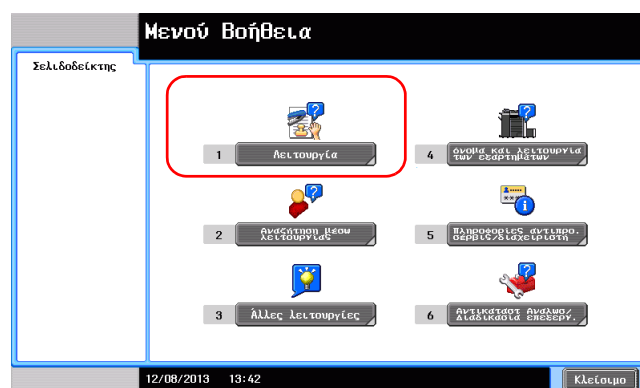 Μενού Βοήθεια
Σελιδοδείκτης
1 Λειτουργία
2 Αναζήτηση μέσω
λειτουργίας
3 Άλλες λειτουργίες
4 όνομα και λειτουργία
των εξαρτημάτων
5 Πληροφορίες αντιπρο.
σέρβις/διαχειριστή
6 Αντικατάστ Αναλωσ/
Διαδικασία επεξεργ.
12/08/2013 13:42
Κλείσιμο